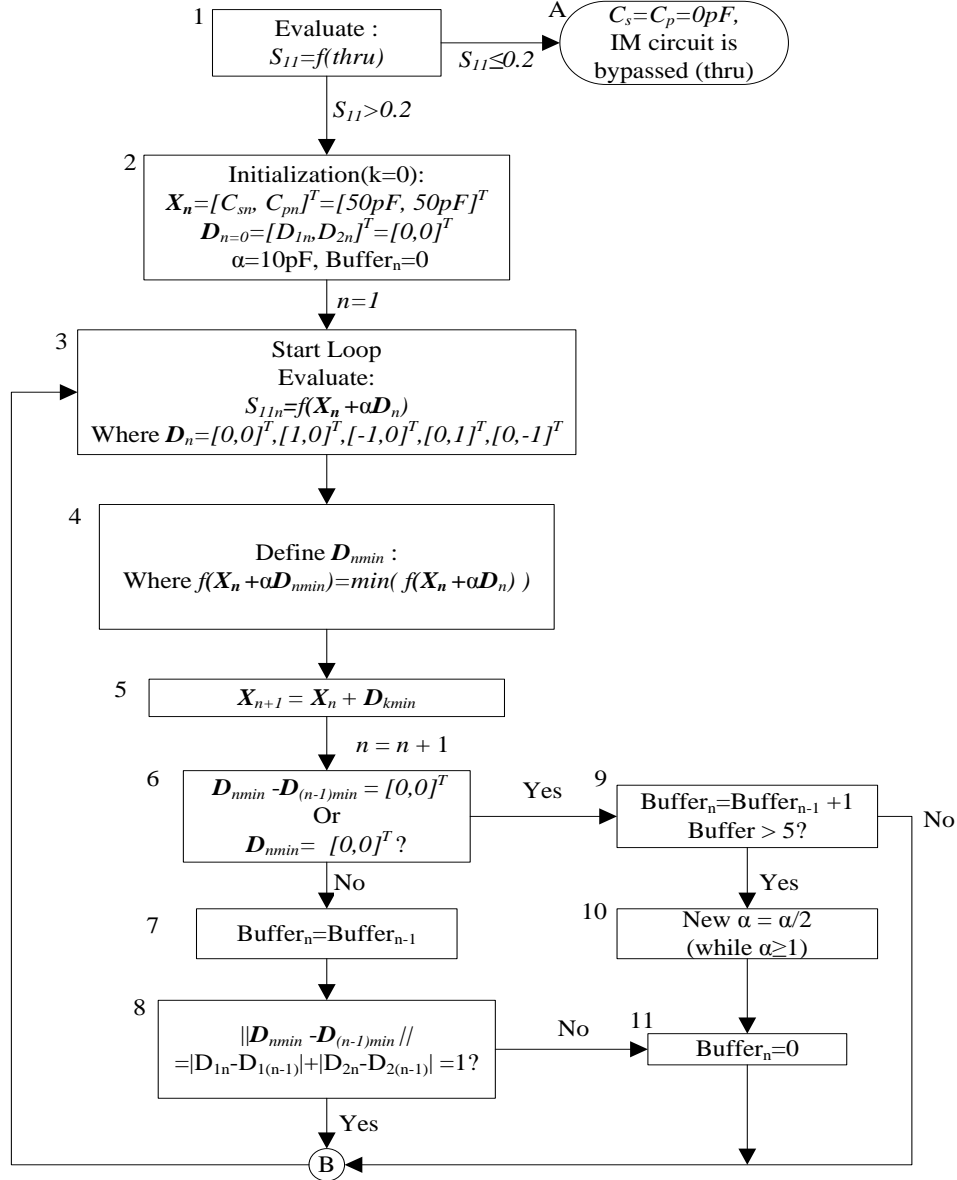 1
Evaluate :
S₁₁=f(thru)
S₁₁≤0.2
A
Cₛ=Cₚ=0pF,
IM circuit is
bypassed (thru)
S₁₁>0.2
2
Initialization(k=0):
Xₙ=[Cₛₙ, Cₚₙ]ᵀ=[50pF, 50pF]ᵀ
Dₙ₌₀=[D₁ₙ,D₂ₙ]ᵀ=[0,0]ᵀ
α=10pF, Bufferₙ=0
n=1
3
Start Loop
Evaluate:
S₁₁ₙ=f(Xₙ+αDₙ)
Where Dₙ=[0,0]ᵀ,[1,0]ᵀ,[-1,0]ᵀ,[0,1]ᵀ,[0,-1]ᵀ
4
Define Dₙₘᵢₙ :
Where f(Xₙ+αDₙₘᵢₙ)=min( f(Xₙ+αDₙ) )
5
Xₙ₊₁ = Xₙ + Dₖₘᵢₙ
n = n + 1
6
Dₙₘᵢₙ -D₍ₙ₋₁₎ₘᵢₙ = [0,0]ᵀ
Or
Dₙₘᵢₙ= [0,0]ᵀ ?
Yes
9
Bufferₙ=Bufferₙ₋₁ +1
Buffer > 5?
No
No
Yes
7
Bufferₙ=Bufferₙ₋₁
10
New α = α/2
(while α≥1)
8
||Dₙₘᵢₙ -D₍ₙ₋₁₎ₘᵢₙ //
=|D₁ₙ-D₁₍ₙ₋₁₎|+|D₂ₙ-D₂₍ₙ₋₁₎| =1?
No
11
Bufferₙ=0
Yes
B